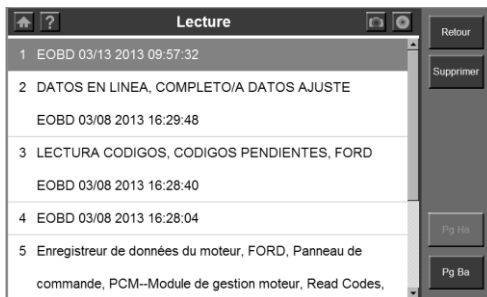 ?
Lecture
Retour
Supprimer
1 EOBD 03/13 2013 09:57:32
2 DATOS EN LINEA, COMPLETO/A DATOS AJUSTE
EOBD 03/08 2013 16:29:48
3 LECTURA CODIGOS, CODIGOS PENDIENTES, FORD
EOBD 03/08 2013 16:28:40
4 EOBD 03/08 2013 16:28:04
5 Enregistreur de données du moteur, FORD, Panneau de
commande, PCM--Module de gestion moteur, Read Codes,
Pg Ha
Pg Ba